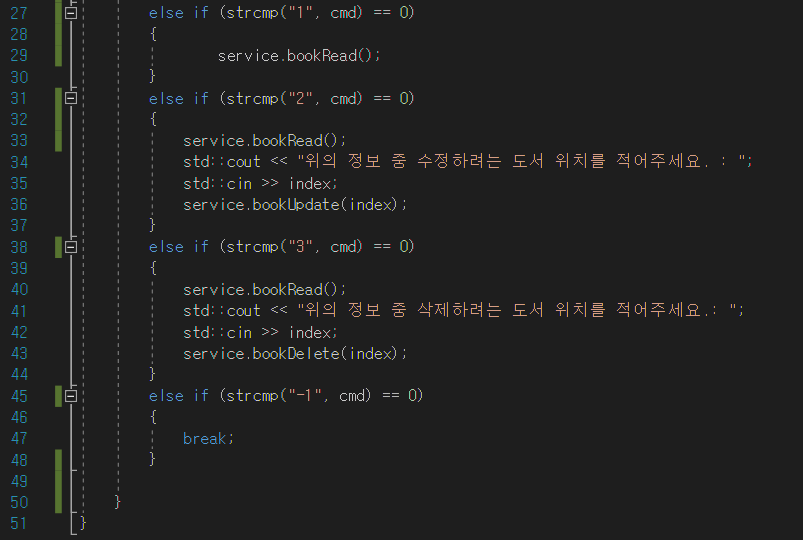 27 else if (strcmp("1", cmd) == 0)
28 {
29 service.bookRead();
30 }
31 else if (strcmp("2", cmd) == 0)
32 {
33 service.bookRead();
34 std::cout << "위의 정보 중 수정하려는 도서 위치를 적어주세요. : ";
35 std::cin >> index;
36 service.bookUpdate(index);
37 }
38 else if (strcmp("3", cmd) == 0)
39 {
40 service.bookRead();
41 std::cout << "위의 정보 중 삭제하려는 도서 위치를 적어주세요.: ";
42 std::cin >> index;
43 service.bookDelete(index);
44 }
45 else if (strcmp("-1", cmd) == 0)
46 {
47 break;
48 }
49
50 }
51 }